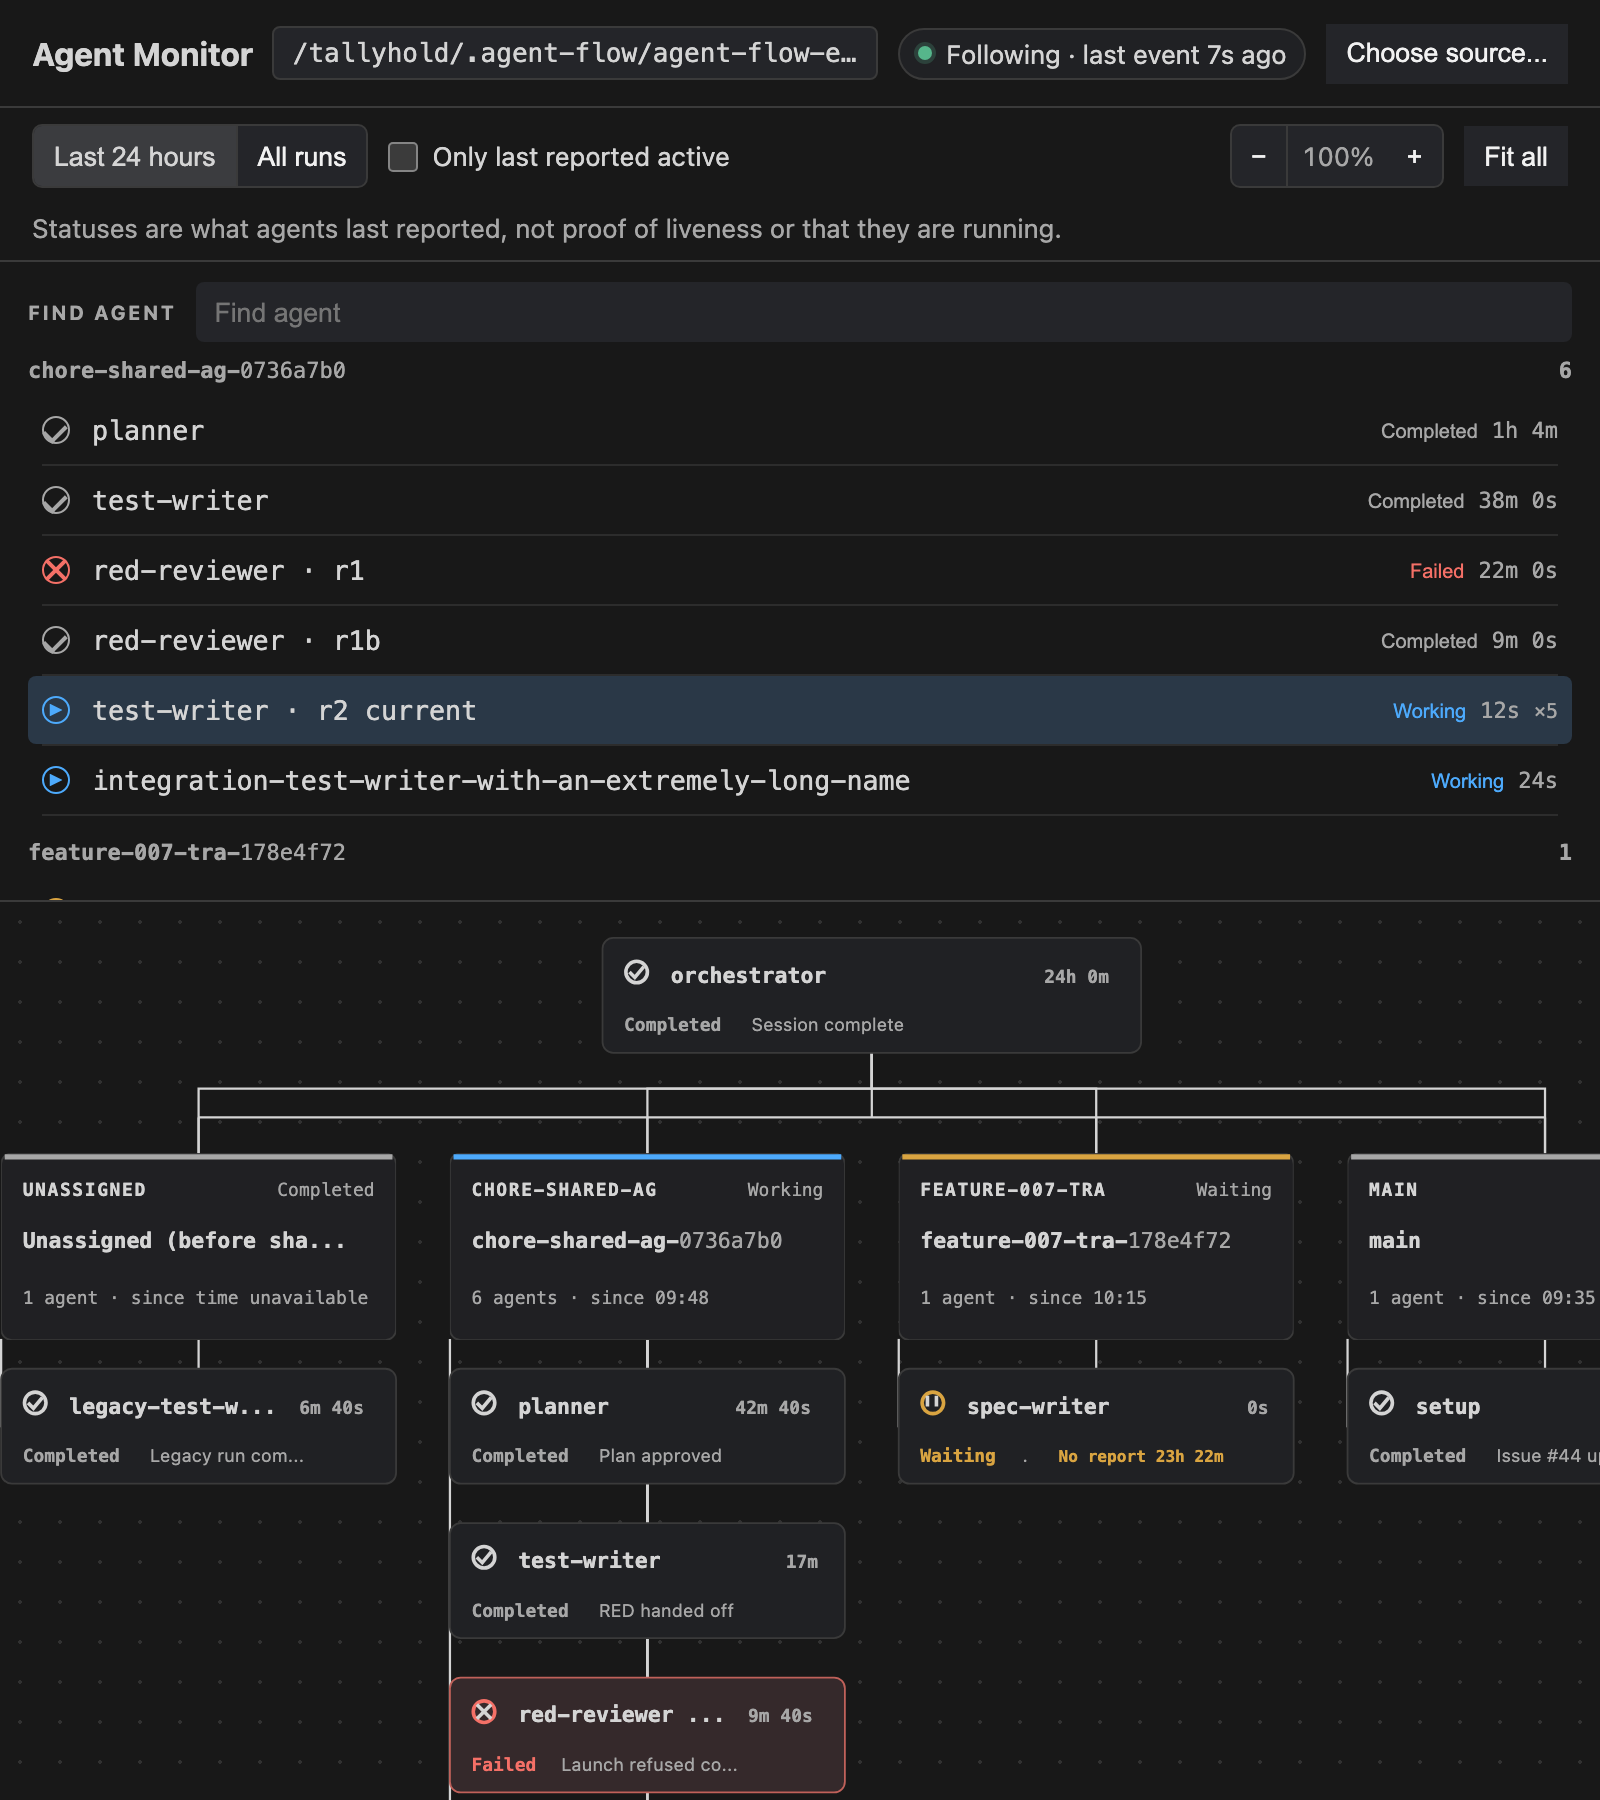 Agent Monitor /tallyhold/.agent-flow/agent-flow-e… Following · last event 7s ago Choose source...
Last 24 hours All runs Only last reported active − 100% + Fit all
Statuses are what agents last reported, not proof of liveness or that they are running.
FIND AGENT Find agent
chore-shared-ag-0736a7b0 6
planner Completed 1h 4m
test-writer Completed 38m 0s
red-reviewer · r1 Failed 22m 0s
red-reviewer · r1b Completed 9m 0s
test-writer · r2 current Working 12s ×5
integration-test-writer-with-an-extremely-long-name Working 24s
feature-007-tra-178e4f72 1
orchestrator 24h 0m
Completed Session complete
UNASSIGNED Completed
Unassigned (before sha...
1 agent · since time unavailable
legacy-test-w... 6m 40s
Completed Legacy run com...
CHORE-SHARED-AG Working
chore-shared-ag-0736a7b0
6 agents · since 09:48
planner 42m 40s
Completed Plan approved
test-writer 17m
Completed RED handed off
red-reviewer ... 9m 40s
Failed Launch refused co...
FEATURE-007-TRA Waiting
feature-007-tra-178e4f72
1 agent · since 10:15
spec-writer 0s
Waiting . No report 23h 22m
MAIN
main
1 agent · since 09:35
setup
Completed Issue #44 up